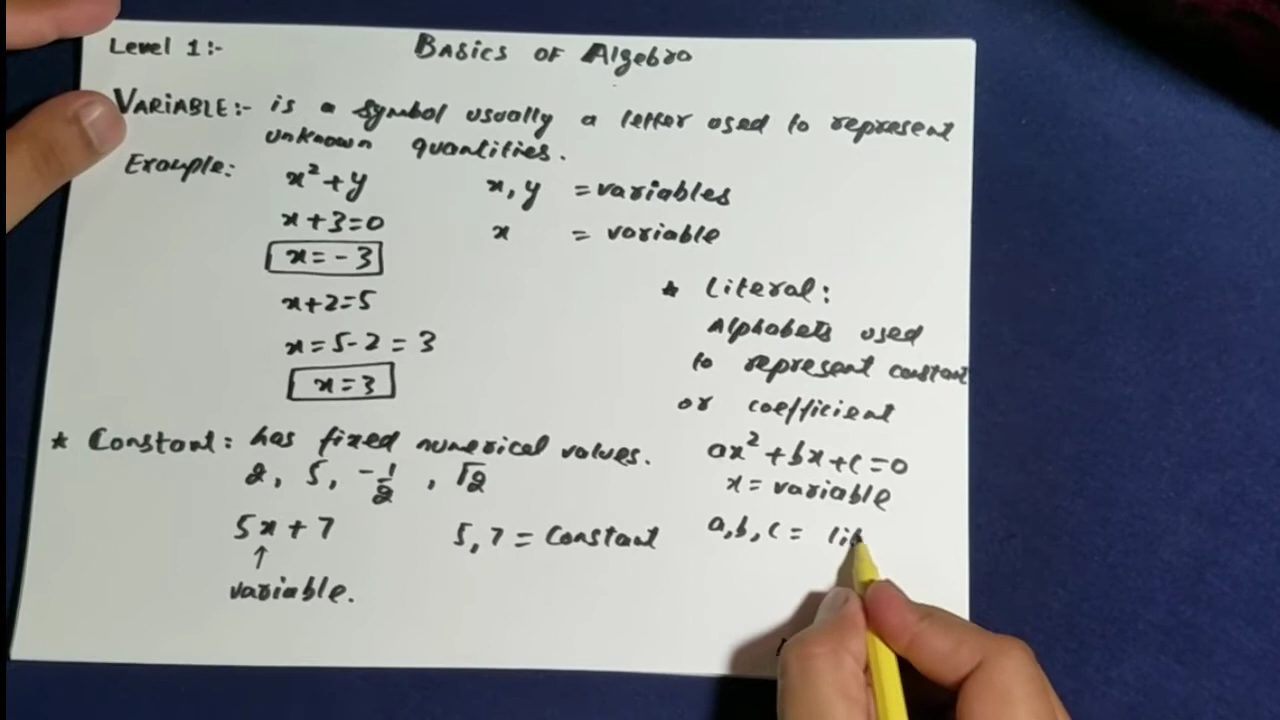 Level 1:- Basics of Algebra
VARIABLE:- is a symbol usually a letter used to represent
unknown quantities.
Example: x² + y x, y = variables
x + 3 = 0 x = variable
x = - 3
x + 2 = 5
x = 5 - 2 = 3
x = 3
* Constant: has fixed numerical values.
2, 5, -1/2, √2
5x + 7 5, 7 = Constant
↑
variable.
* Literal:
Alphabets used
to represent constant
or coefficient
ax² + bx + c = 0
x = variable
a, b, c = lit